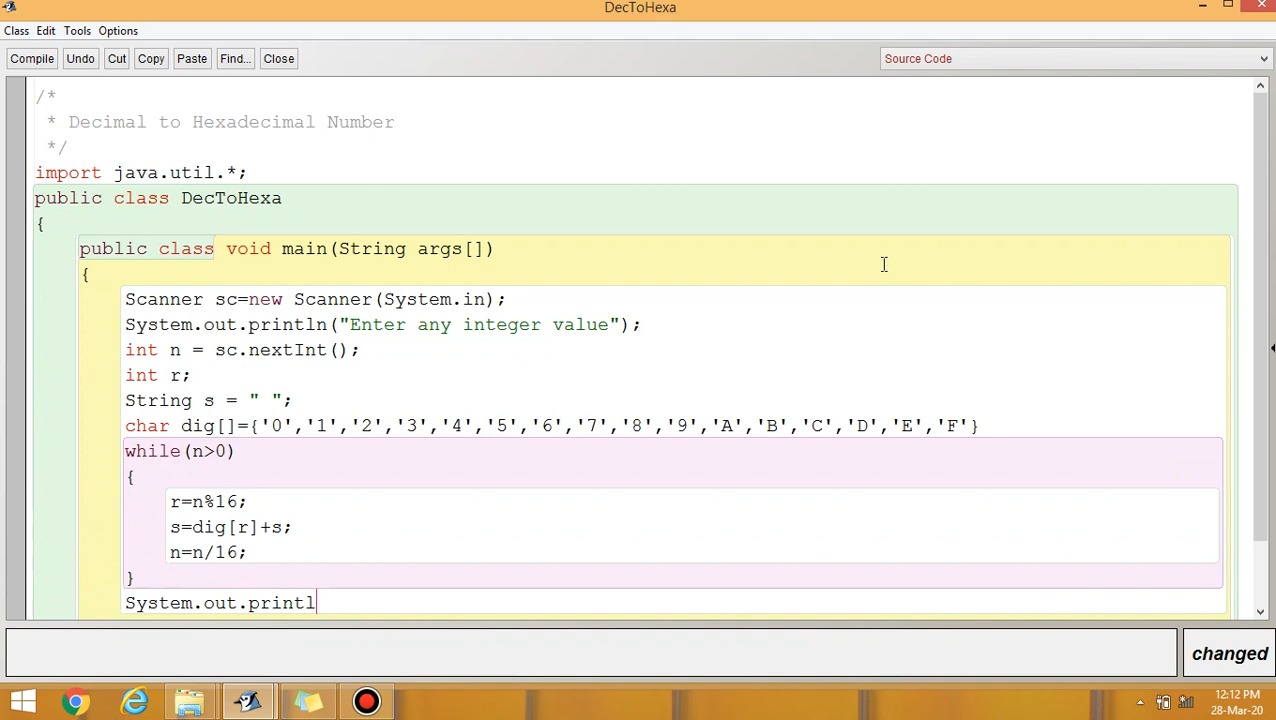 DecToHexa
Class Edit Tools Options
Compile Undo Cut Copy Paste Find... Close Source Code
/*
* Decimal to Hexadecimal Number
*/
import java.util.*;
public class DecToHexa
{
public class void main(String args[])
{
Scanner sc=new Scanner(System.in);
System.out.println("Enter any integer value");
int n = sc.nextInt();
int r;
String s = " ";
char dig[]={'0','1','2','3','4','5','6','7','8','9','A','B','C','D','E','F'}
while(n>0)
{
r=n%16;
s=dig[r]+s;
n=n/16;
}
System.out.printl
changed
12:12 PM
28-Mar-20